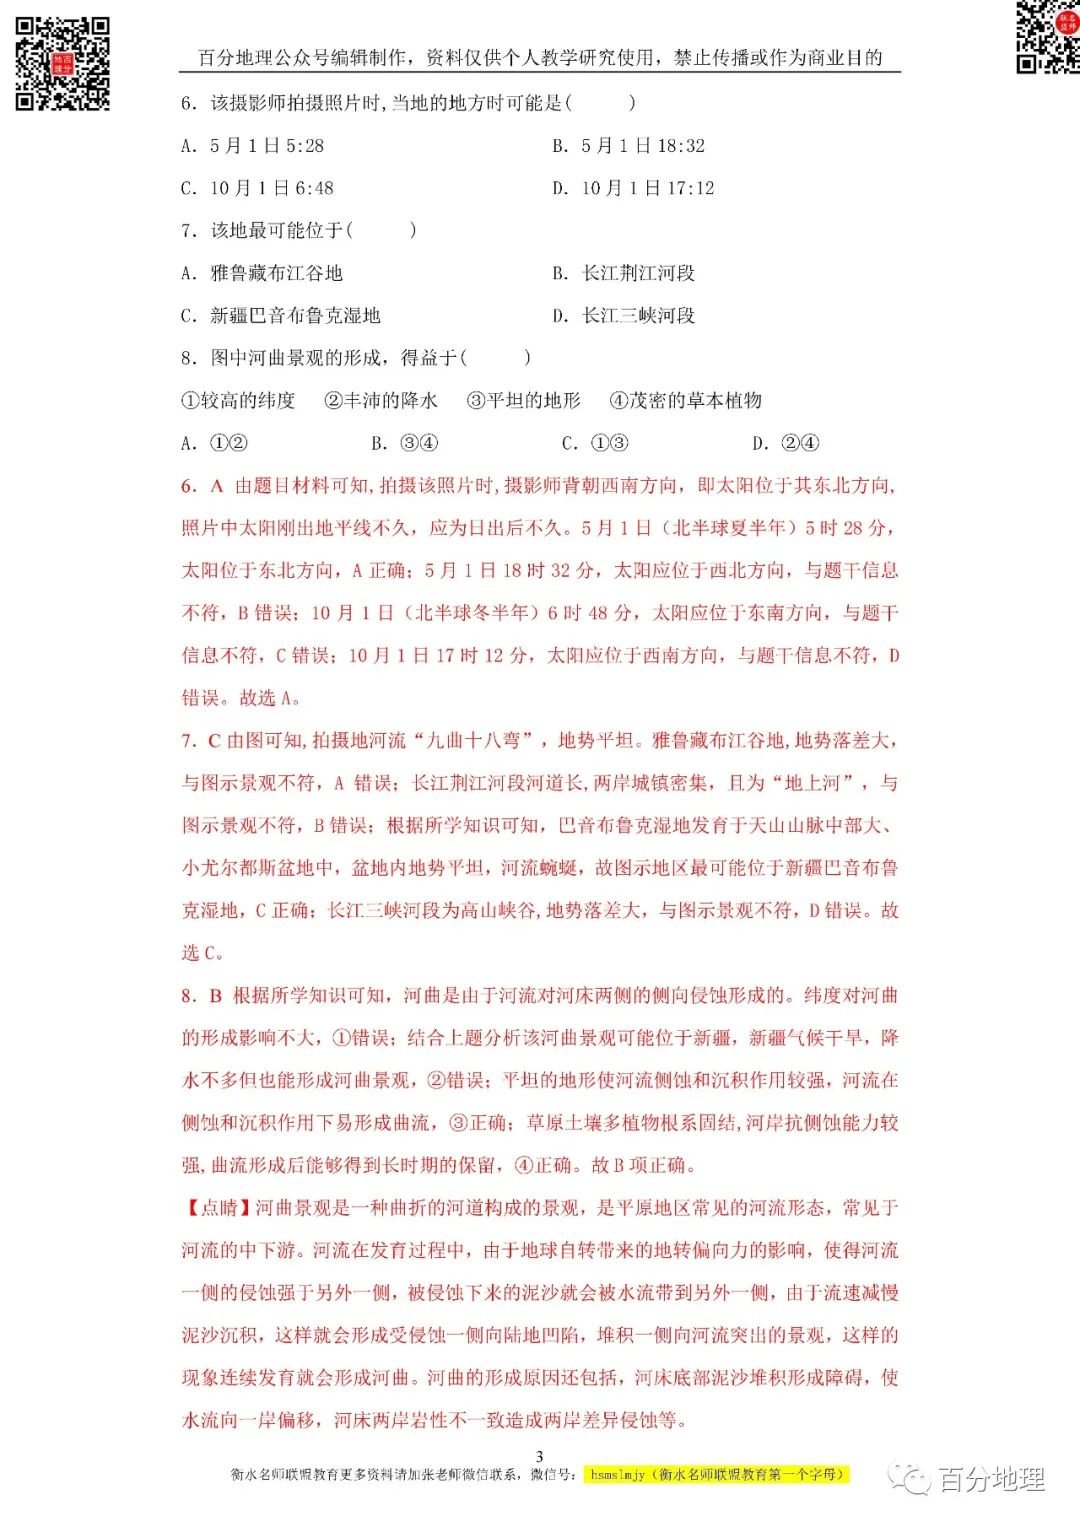 百分地理公众号编辑制作，资料仅供个人教学研究使用，禁止传播或作为商业目的
6．该摄影师拍摄照片时,当地的地方时可能是(　　)
A．5月1日5:28　　B．5月1日18:32
C．10月1日6:48　　D．10月1日17:12
7．该地最可能位于(　　)
A．雅鲁藏布江谷地　　B．长江荆江河段
C．新疆巴音布鲁克湿地　　D．长江三峡河段
8．图中河曲景观的形成，得益于(　　)
①较高的纬度　②丰沛的降水　③平坦的地形　④茂密的草本植物
A．①②　　B．③④　　C．①③　　D．②④
6．A 由题目材料可知,拍摄该照片时,摄影师背朝西南方向，即太阳位于其东北方向,
照片中太阳刚出地平线不久，应为日出后不久。5月1日（北半球夏半年）5时28分，
太阳位于东北方向，A正确；5月1日18时32分，太阳应位于西北方向，与题干信息
不符，B错误；10月1日（北半球冬半年）6时48分，太阳应位于东南方向，与题干
信息不符，C错误；10月1日17时12分，太阳应位于西南方向，与题干信息不符，D
错误。故选A。
7．C 由图可知,拍摄地河流“九曲十八弯”，地势平坦。雅鲁藏布江谷地,地势落差大，
与图示景观不符，A 错误；长江荆江河段河道长,两岸城镇密集，且为“地上河”，与
图示景观不符，B错误；根据所学知识可知，巴音布鲁克湿地发育于天山山脉中部大、
小尤尔都斯盆地中，盆地内地势平坦，河流蜿蜒，故图示地区最可能位于新疆巴音布鲁
克湿地，C正确；长江三峡河段为高山峡谷,地势落差大，与图示景观不符，D错误。故
选C。
8．B 根据所学知识可知，河曲是由于河流对河床两侧的侧向侵蚀形成的。纬度对河曲
的形成影响不大，①错误；结合上题分析该河曲景观可能位于新疆，新疆气候干旱，降
水不多但也能形成河曲景观，②错误；平坦的地形使河流侧蚀和沉积作用较强，河流在
侧蚀和沉积作用下易形成曲流，③正确；草原土壤多植物根系固结,河岸抗侧蚀能力较
强,曲流形成后能够得到长时期的保留，④正确。故B项正确。
【点睛】河曲景观是一种曲折的河道构成的景观，是平原地区常见的河流形态，常见于
河流的中下游。河流在发育过程中，由于地球自转带来的地转偏向力的影响，使得河流
一侧的侵蚀强于另外一侧，被侵蚀下来的泥沙就会被水流带到另外一侧，由于流速减慢
泥沙沉积，这样就会形成受侵蚀一侧向陆地凹陷，堆积一侧向河流突出的景观，这样的
现象连续发育就会形成河曲。河曲的形成原因还包括，河床底部泥沙堆积形成障碍，使
水流向一岸偏移，河床两岸岩性不一致造成两岸差异侵蚀等。
3
衡水名师联盟教育更多资料请加张老师微信联系，微信号： hsmslmjy（衡水名师联盟教育第一个字母）
百分地理